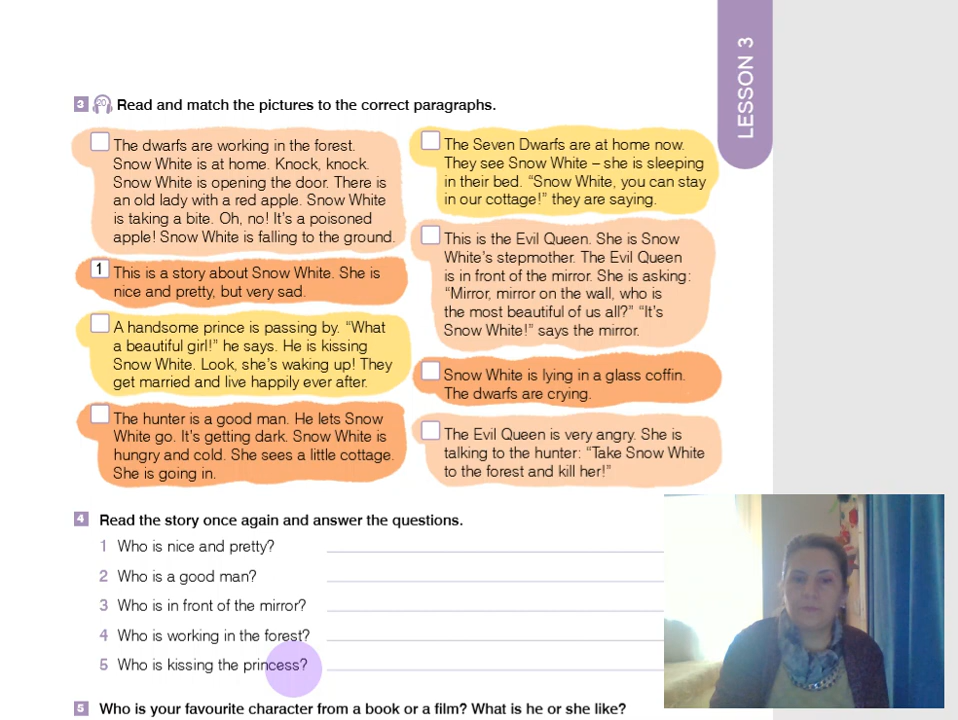 LESSON 3
3 20 Read and match the pictures to the correct paragraphs.
The dwarfs are working in the forest.
Snow White is at home. Knock, knock.
Snow White is opening the door. There is
an old lady with a red apple. Snow White
is taking a bite. Oh, no! It's a poisoned
apple! Snow White is falling to the ground.
1 This is a story about Snow White. She is
nice and pretty, but very sad.
A handsome prince is passing by. “What
a beautiful girl!” he says. He is kissing
Snow White. Look, she's waking up! They
get married and live happily ever after.
The hunter is a good man. He lets Snow
White go. It's getting dark. Snow White is
hungry and cold. She sees a little cottage.
She is going in.
The Seven Dwarfs are at home now.
They see Snow White – she is sleeping
in their bed. “Snow White, you can stay
in our cottage!” they are saying.
This is the Evil Queen. She is Snow
White's stepmother. The Evil Queen
is in front of the mirror. She is asking:
“Mirror, mirror on the wall, who is
the most beautiful of us all?” “It's
Snow White!” says the mirror.
Snow White is lying in a glass coffin.
The dwarfs are crying.
The Evil Queen is very angry. She is
talking to the hunter: “Take Snow White
to the forest and kill her!”
4 Read the story once again and answer the questions.
1 Who is nice and pretty?
2 Who is a good man?
3 Who is in front of the mirror?
4 Who is working in the forest?
5 Who is kissing the princess?
5 Who is your favourite character from a book or a film? What is he or she like?